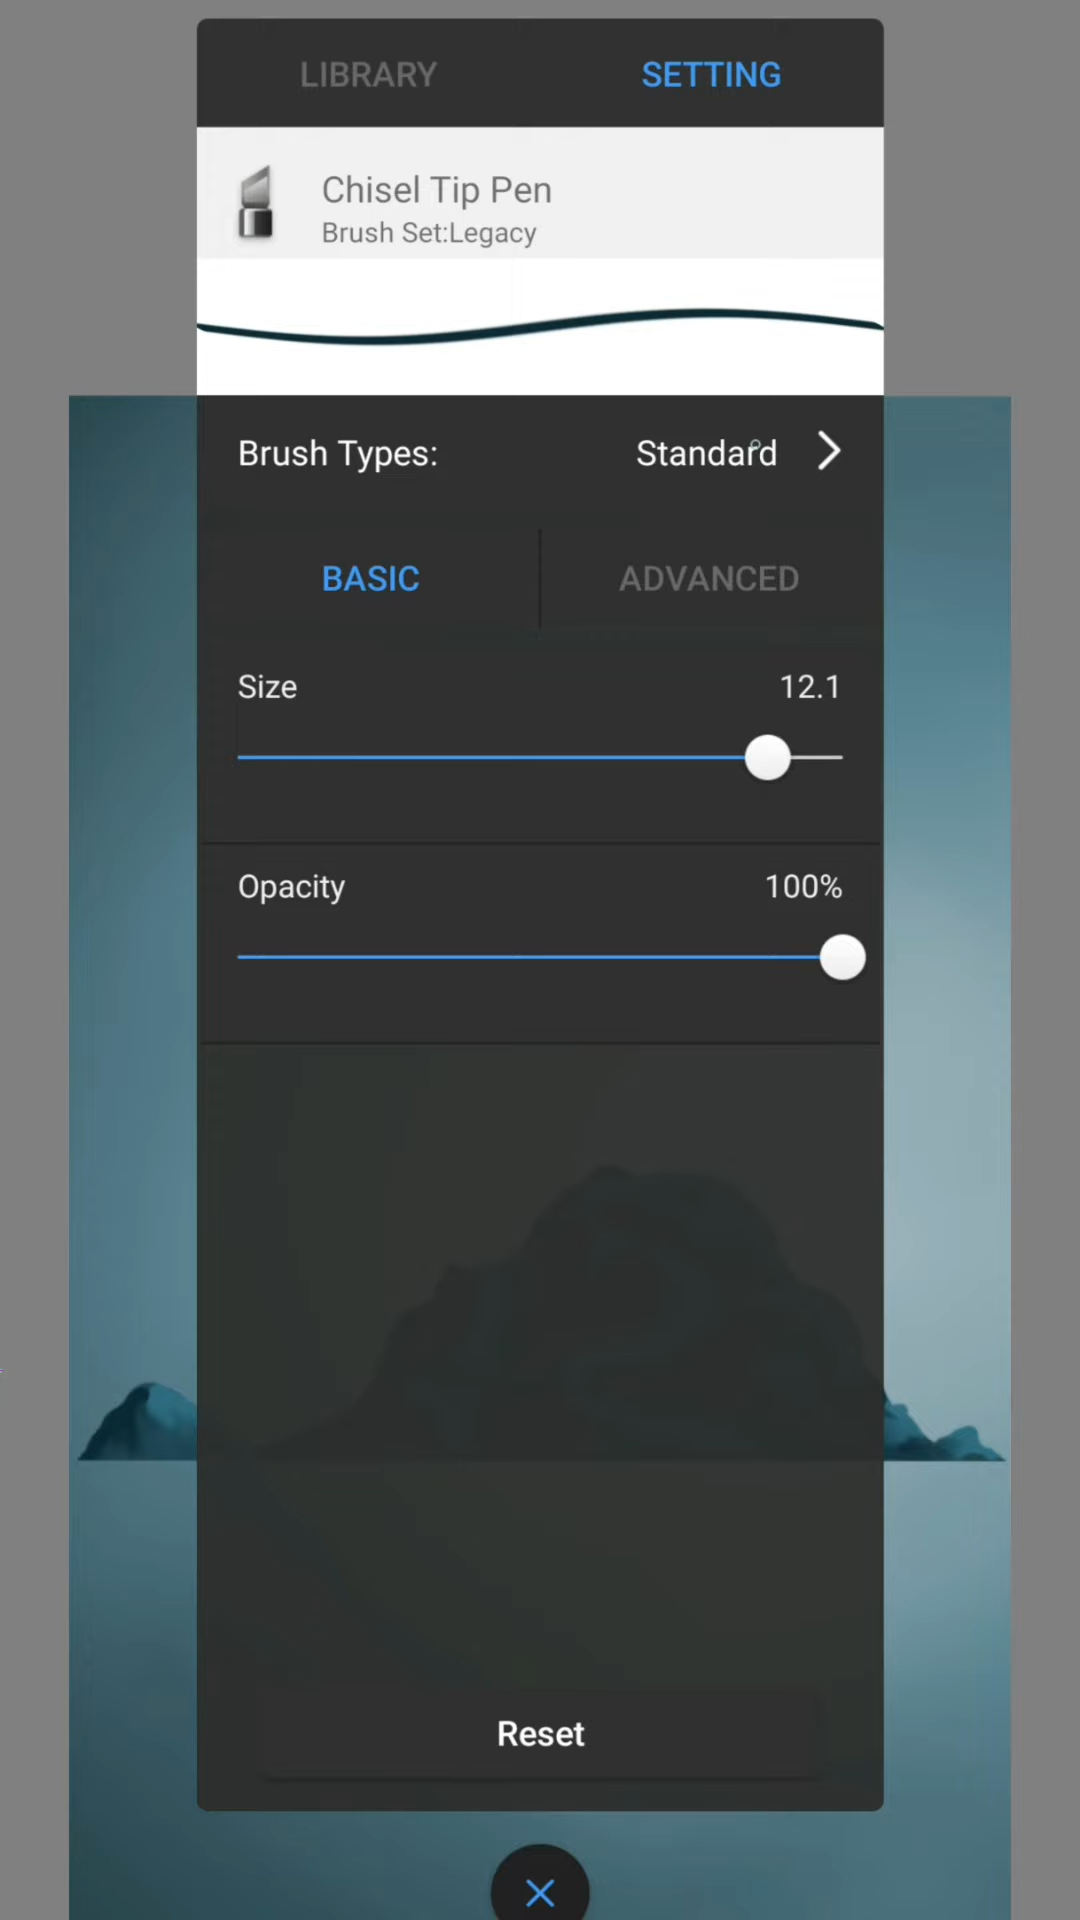 LIBRARY SETTING
Chisel Tip Pen
Brush Set:Legacy
Brush Types: Standard
BASIC ADVANCED
Size 12.1
Opacity 100%
Reset